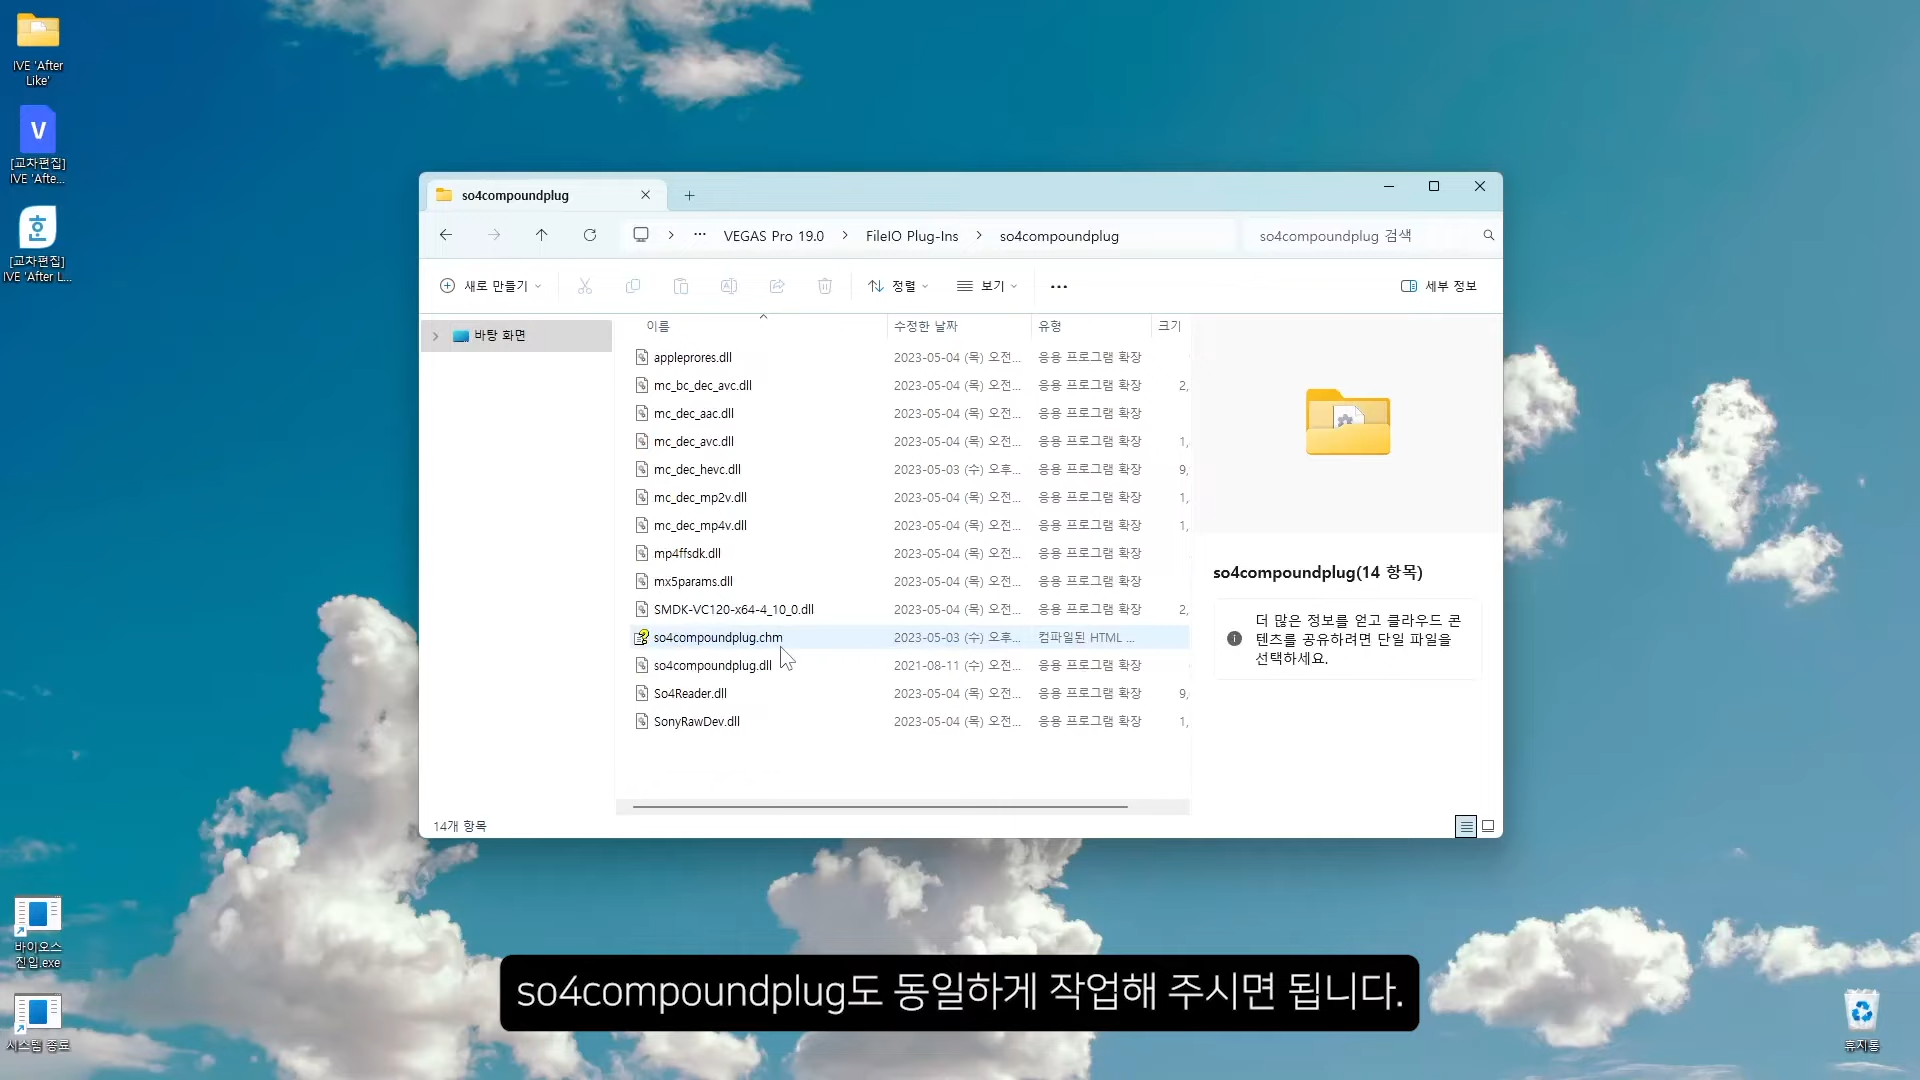 IVE 'After
Like'
[교차편집]
IVE 'Afte...
[교차편집]
IVE 'After L...
so4compoundplug
VEGAS Pro 19.0
FileIO Plug-Ins
so4compoundplug
so4compoundplug 검색
새로 만들기
정렬
보기
세부 정보
바탕 화면
이름 수정한 날짜 유형 크기
appleprores.dll 2023-05-04 (목) 오전... 응용 프로그램 확장
mc_bc_dec_avc.dll 2023-05-04 (목) 오전... 응용 프로그램 확장 2,
mc_dec_aac.dll 2023-05-04 (목) 오전... 응용 프로그램 확장
mc_dec_avc.dll 2023-05-04 (목) 오전... 응용 프로그램 확장 1,
mc_dec_hevc.dll 2023-05-03 (수) 오후... 응용 프로그램 확장 9,
mc_dec_mp2v.dll 2023-05-04 (목) 오전... 응용 프로그램 확장 1,
mc_dec_mp4v.dll 2023-05-04 (목) 오전... 응용 프로그램 확장 1,
mp4ffsdk.dll 2023-05-04 (목) 오전... 응용 프로그램 확장
mx5params.dll 2023-05-04 (목) 오전... 응용 프로그램 확장
SMDK-VC120-x64-4_10_0.dll 2023-05-04 (목) 오전... 응용 프로그램 확장 2,
so4compoundplug.chm 2023-05-03 (수) 오후... 컴파일된 HTML ...
so4compoundplug.dll 2021-08-11 (수) 오전... 응용 프로그램 확장
So4Reader.dll 2023-05-04 (목) 오전... 응용 프로그램 확장 9,
SonyRawDev.dll 2023-05-04 (목) 오전... 응용 프로그램 확장 1,
so4compoundplug(14 항목)
더 많은 정보를 얻고 클라우드 콘
텐츠를 공유하려면 단일 파일을
선택하세요.
14개 항목
바이오스
진입.exe
시스템 종료
휴지통
so4compoundplug도 동일하게 작업해 주시면 됩니다.